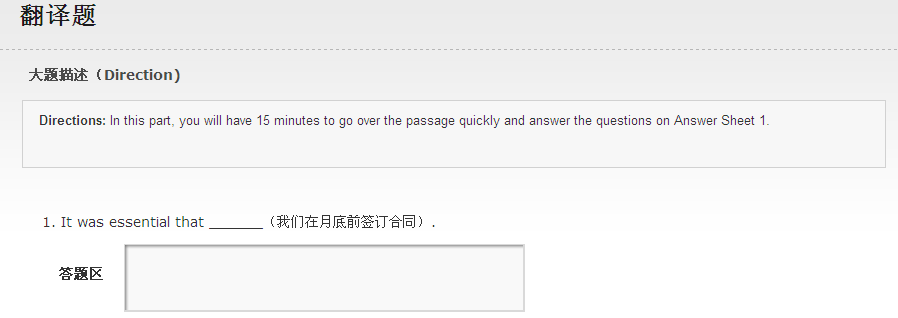 翻译题
大题描述（Direction）
Directions: In this part, you will have 15 minutes to go over the passage quickly and answer the questions on Answer Sheet 1.
1. It was essential that _______（我们在月底前签订合同）.
答题区